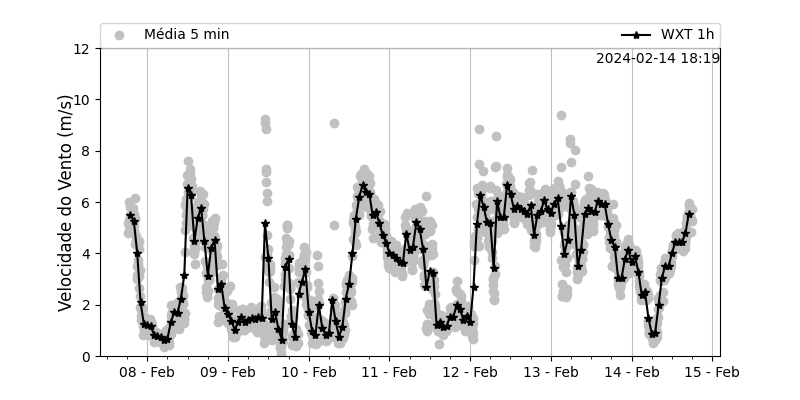 Média 5 min
WXT 1h
2024-02-14 18:19
Velocidade do Vento (m/s)
12
10
8
6
4
2
0
08 - Feb
09 - Feb
10 - Feb
11 - Feb
12 - Feb
13 - Feb
14 - Feb
15 - Feb